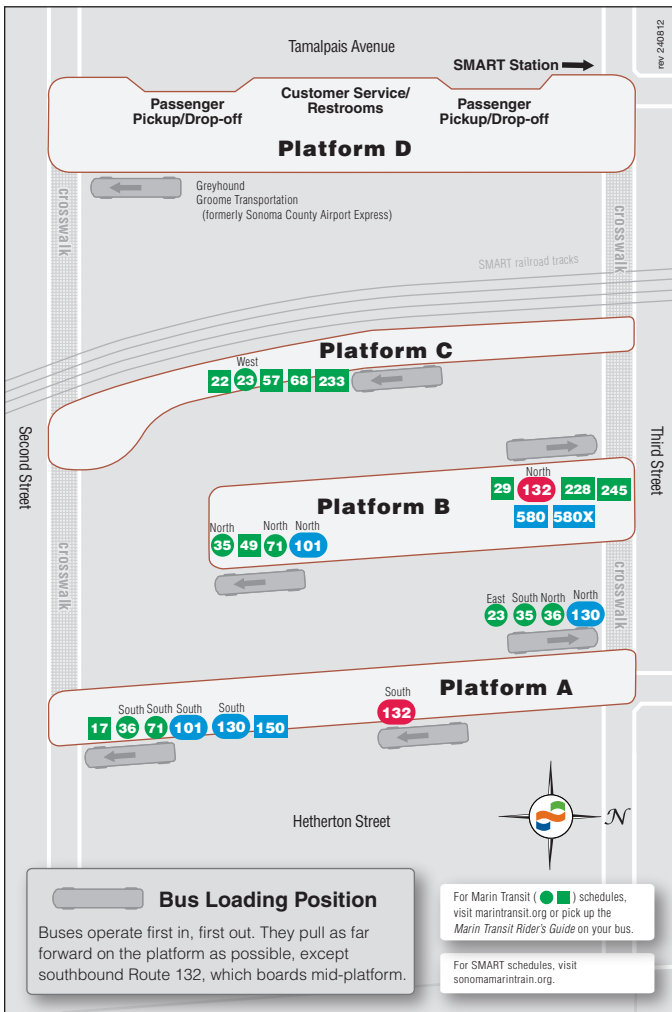 rev 240812
Tamalpais Avenue
SMART Station
Passenger
Pickup/Drop-off
Customer Service/
Restrooms
Passenger
Pickup/Drop-off
Platform D
Greyhound
Groome Transportation
(formerly Sonoma County Airport Express)
crosswalk
crosswalk
SMART railroad tracks
Platform C
West
22 23 57 68 233
Second Street
Third Street
Platform B
North
29 132 228 245
580 580X
North North North
35 49 71 101
crosswalk
crosswalk
East South North North
23 35 36 130
Platform A
South
132
South South South South
17 36 71 101 130 150
Hetherton Street
N
Bus Loading Position
Buses operate first in, first out. They pull as far
forward on the platform as possible, except
southbound Route 132, which boards mid-platform.
For Marin Transit ( ) schedules,
visit marintransit.org or pick up the
Marin Transit Rider's Guide on your bus.
For SMART schedules, visit
sonomamarintrain.org.